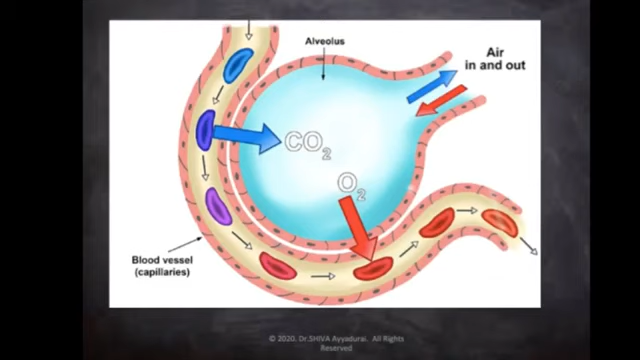 Alveolus
Air
in and out
CO2
O2
Blood vessel
(capillaries)
© 2020, Dr.SHIVA Ayyadurai. All Rights
Reserved